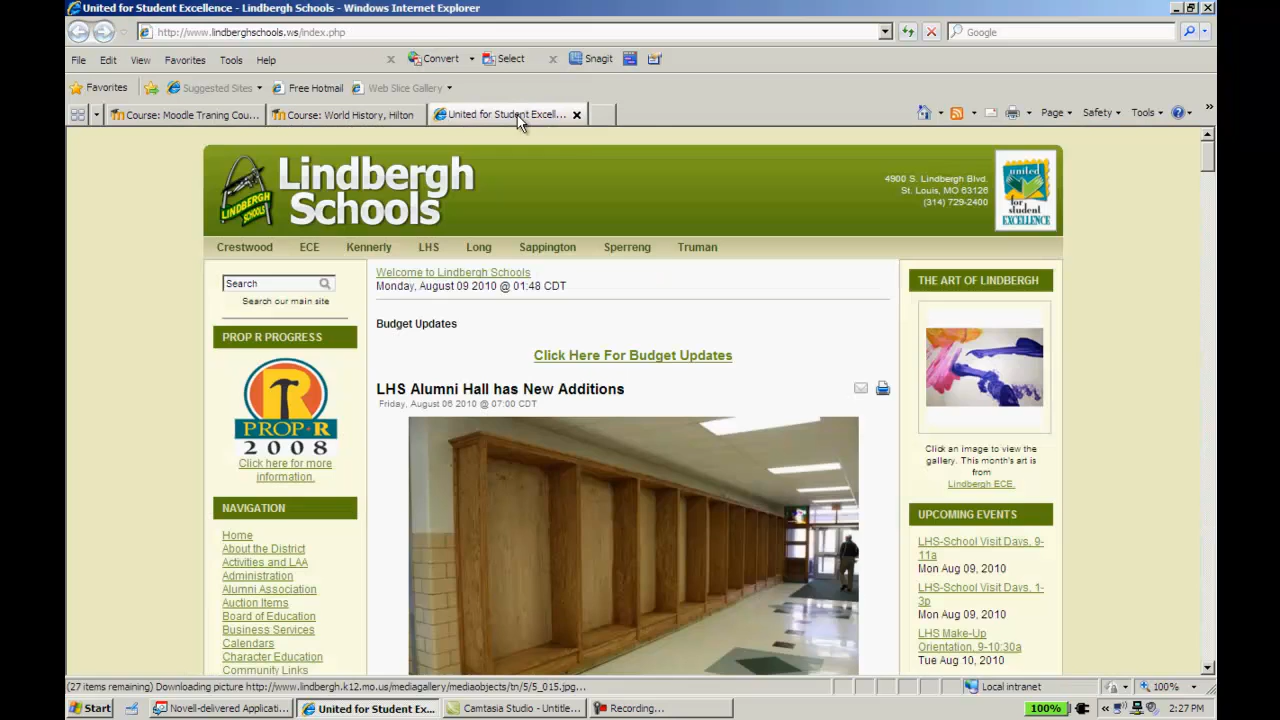 United for Student Excellence - Lindbergh Schools - Windows Internet Explorer
http://www.lindberghschools.ws/index.php
Google
File Edit View Favorites Tools Help
Convert Select Snagit
Favorites Suggested Sites Free Hotmail Web Slice Gallery
Course: Moodle Traning Cou... Course: World History, Hilton United for Student Excell... Page Safety Tools
LINDBERGH SCHOOLS
Lindbergh Schools
4900 S. Lindbergh Blvd.
St. Louis, MO 63126
(314) 729-2400
united for student EXCELLENCE
Crestwood ECE Kennerly LHS Long Sappington Sperreng Truman
Search
Search our main site
PROP R PROGRESS
R
PROP-R
2008
Click here for more information.
NAVIGATION
Home
About the District
Activities and LAA
Administration
Alumni Association
Auction Items
Board of Education
Business Services
Calendars
Character Education
Community Links
Welcome to Lindbergh Schools
Monday, August 09 2010 @ 01:48 CDT
Budget Updates
Click Here For Budget Updates
LHS Alumni Hall has New Additions
Friday, August 06 2010 @ 07:00 CDT
THE ART OF LINDBERGH
Click an image to view the
gallery. This month's art is
from
Lindbergh ECE.
UPCOMING EVENTS
LHS-School Visit Days, 9-
11a
Mon Aug 09, 2010
LHS-School Visit Days, 1-
3p
Mon Aug 09, 2010
LHS Make-Up
Orientation, 9-10:30a
Tue Aug 10, 2010
(27 items remaining) Downloading picture http://www.lindbergh.k12.mo.us/mediagallery/mediaobjects/tn/5/5_015.jpg...
Local intranet 100%
Start Novell-delivered Applicati... United for Student Ex... Camtasia Studio - Untitle... Recording... 100% 2:27 PM